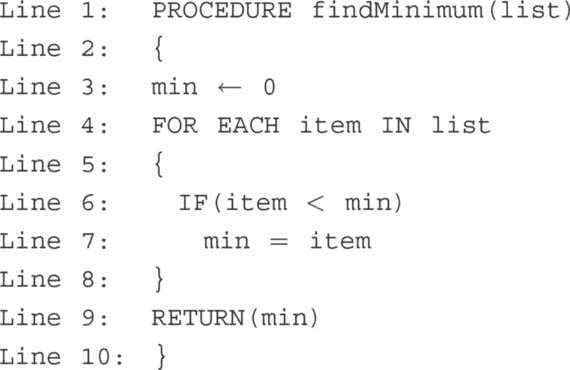 Line 1: PROCEDURE findMinimum(list)
Line 2: {
Line 3: min ← 0
Line 4: FOR EACH item IN list
Line 5: {
Line 6: IF(item < min)
Line 7: min = item
Line 8: }
Line 9: RETURN(min)
Line 10: }